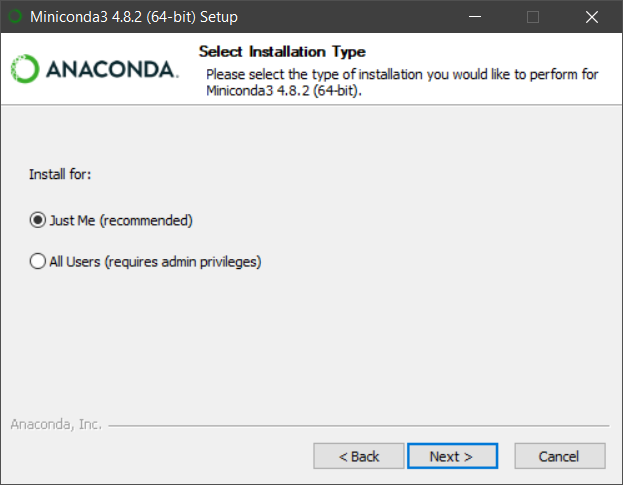 Miniconda3 4.8.2 (64-bit) Setup
ANACONDA.
Select Installation Type
Please select the type of installation you would like to perform for
Miniconda3 4.8.2 (64-bit).
Install for:
Just Me (recommended)
All Users (requires admin privileges)
Anaconda, Inc.
< Back
Next >
Cancel